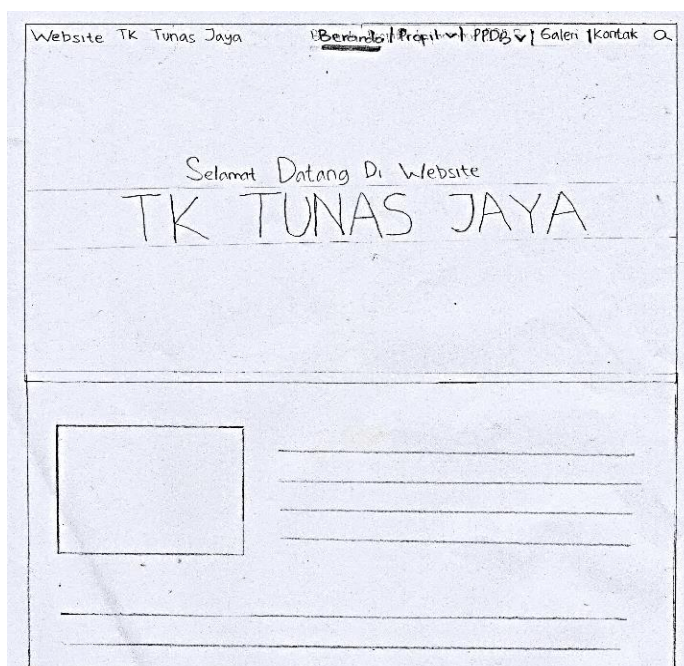 Website TK Tunas Jaya Beranda | Profil | PPDB | Galeri | Kontak
Selamat Datang Di Website
TK TUNAS JAYA